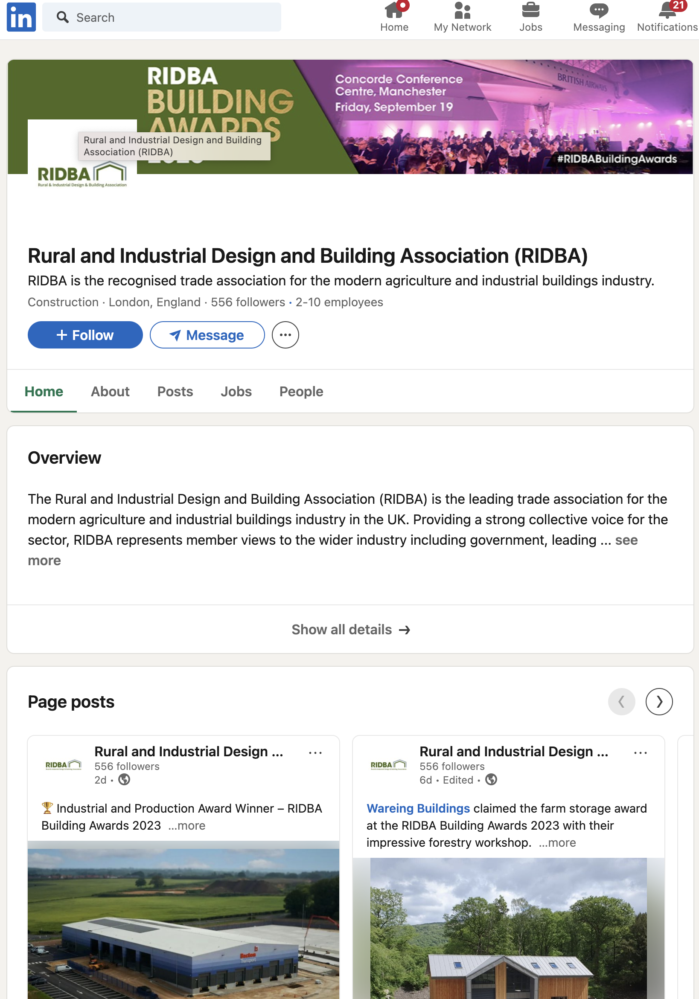 in
Search
Home
My Network
Jobs
Messaging
21
Notifications
RIDBA
BUILDING
AWARDS
Concorde Conference
Centre, Manchester
Friday, September 19
BRITISH AIRWAYS
#RIDBABuildingAwards
Rural and Industrial Design and Building
Association (RIDBA)
RIDBA
Rural & Industrial Design & Building Association
Rural and Industrial Design and Building Association (RIDBA)
RIDBA is the recognised trade association for the modern agriculture and industrial buildings industry.
Construction · London, England · 556 followers · 2-10 employees
+ Follow
Message
Home
About
Posts
Jobs
People
Overview
The Rural and Industrial Design and Building Association (RIDBA) is the leading trade association for the
modern agriculture and industrial buildings industry in the UK. Providing a strong collective voice for the
sector, RIDBA represents member views to the wider industry including government, leading ... see
more
Show all details →
Page posts
RIDBA
Rural and Industrial Design ...
556 followers
2d •
🏆 Industrial and Production Award Winner – RIDBA
Building Awards 2023 ...more
Transport
RIDBA
Rural and Industrial Design ...
556 followers
6d • Edited •
Wareing Buildings claimed the farm storage award
at the RIDBA Building Awards 2023 with their
impressive forestry workshop. ...more